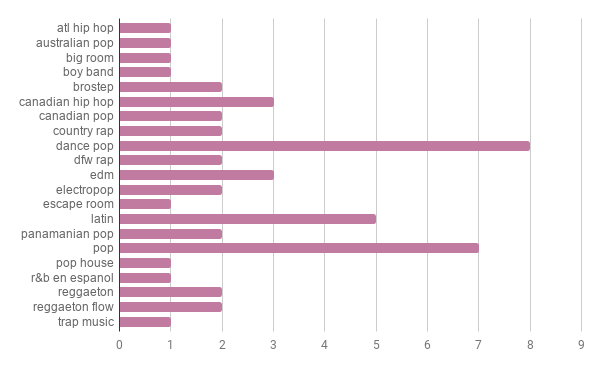 atl hip hop
australian pop
big room
boy band
brostep
canadian hip hop
canadian pop
country rap
dance pop
dfw rap
edm
electropop
escape room
latin
panamanian pop
pop
pop house
r&b en espanol
reggaeton
reggaeton flow
trap music
0 1 2 3 4 5 6 7 8 9